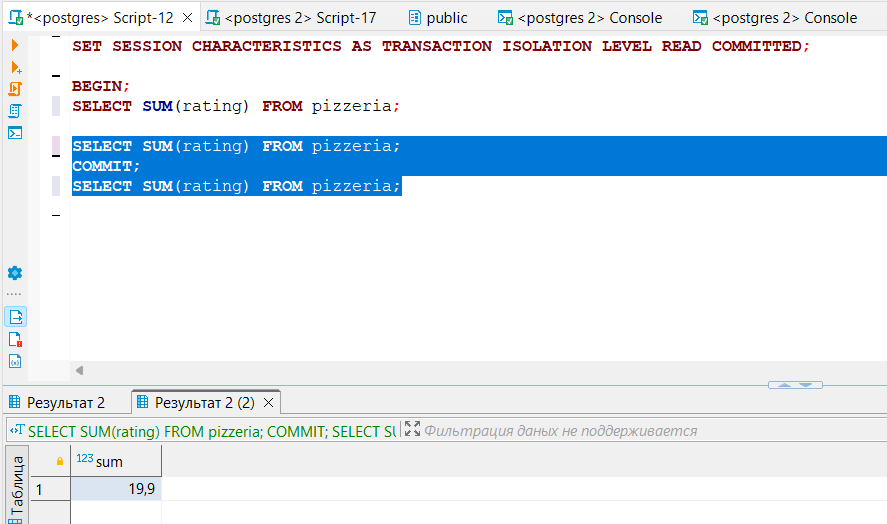 *<postgres> Script-12 <postgres 2> Script-17 public <postgres 2> Console <postgres 2> Console
SET SESSION CHARACTERISTICS AS TRANSACTION ISOLATION LEVEL READ COMMITTED;
BEGIN;
SELECT SUM(rating) FROM pizzeria;
SELECT SUM(rating) FROM pizzeria;
COMMIT;
SELECT SUM(rating) FROM pizzeria;
Результат 2 Результат 2 (2)
SELECT SUM(rating) FROM pizzeria; COMMIT; SELECT SU Фильтрация даных не поддерживается
Таблица
123 sum
1 19,9